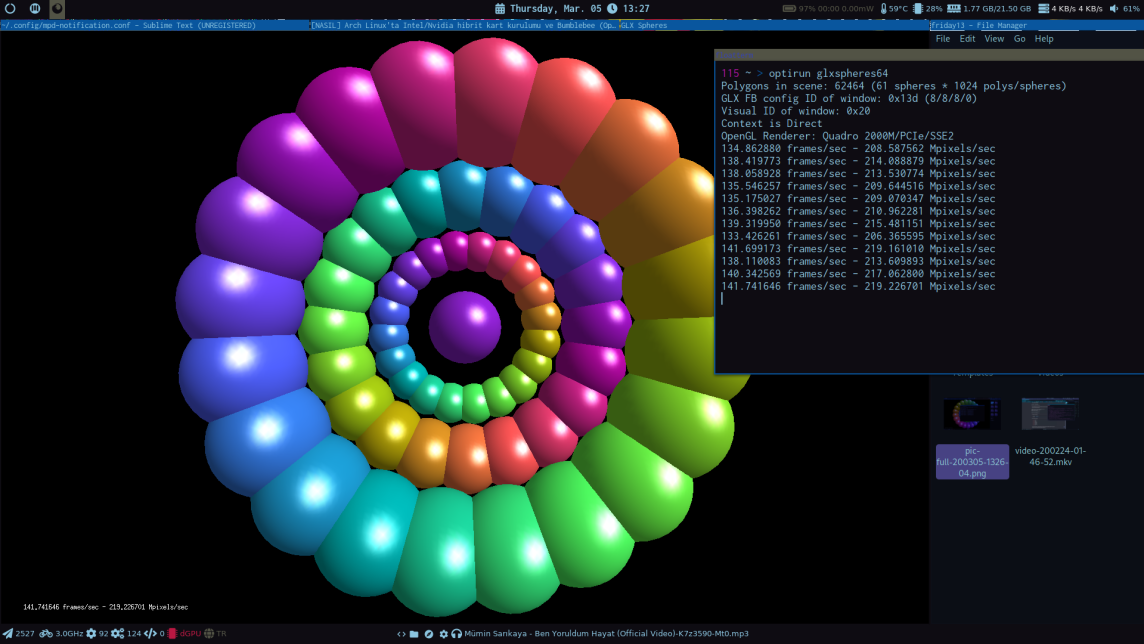 Thursday, Mar. 05 13:27
97% 00:00 0.00mW 59°C 28% 1.77 GB/21.50 GB 4 KB/s 4 KB/s 61%
~/.config/mpd-notification.conf - Sublime Text (UNREGISTERED)
[NASIL] Arch Linux'ta Intel/Nvidia hibrit kart kurulumu ve Bumblebee (Op…
GLX Spheres
friday13 - File Manager
File Edit View Go Help
115 ~ > optirun glxspheres64
Polygons in scene: 62464 (61 spheres * 1024 polys/spheres)
GLX FB config ID of window: 0x13d (8/8/8/0)
Visual ID of window: 0x20
Context is Direct
OpenGL Renderer: Quadro 2000M/PCIe/SSE2
134.862880 frames/sec - 208.587562 Mpixels/sec
138.419773 frames/sec - 214.088879 Mpixels/sec
138.058928 frames/sec - 213.530774 Mpixels/sec
135.546257 frames/sec - 209.644516 Mpixels/sec
135.175027 frames/sec - 209.070347 Mpixels/sec
136.398262 frames/sec - 210.962281 Mpixels/sec
139.319950 frames/sec - 215.481151 Mpixels/sec
133.426261 frames/sec - 206.365595 Mpixels/sec
141.699173 frames/sec - 219.161010 Mpixels/sec
138.110083 frames/sec - 213.609893 Mpixels/sec
140.342569 frames/sec - 217.062800 Mpixels/sec
141.741646 frames/sec - 219.226701 Mpixels/sec
pic-
full-200305-1326-
04.png
video-200224-01-
46-52.mkv
141.741646 frames/sec - 219.226701 Mpixels/sec
2527 3.0GHz 92 124 0 dGPU TR
Mümin Sarıkaya - Ben Yoruldum Hayat (Official Video)-K7z3590-Mt0.mp3